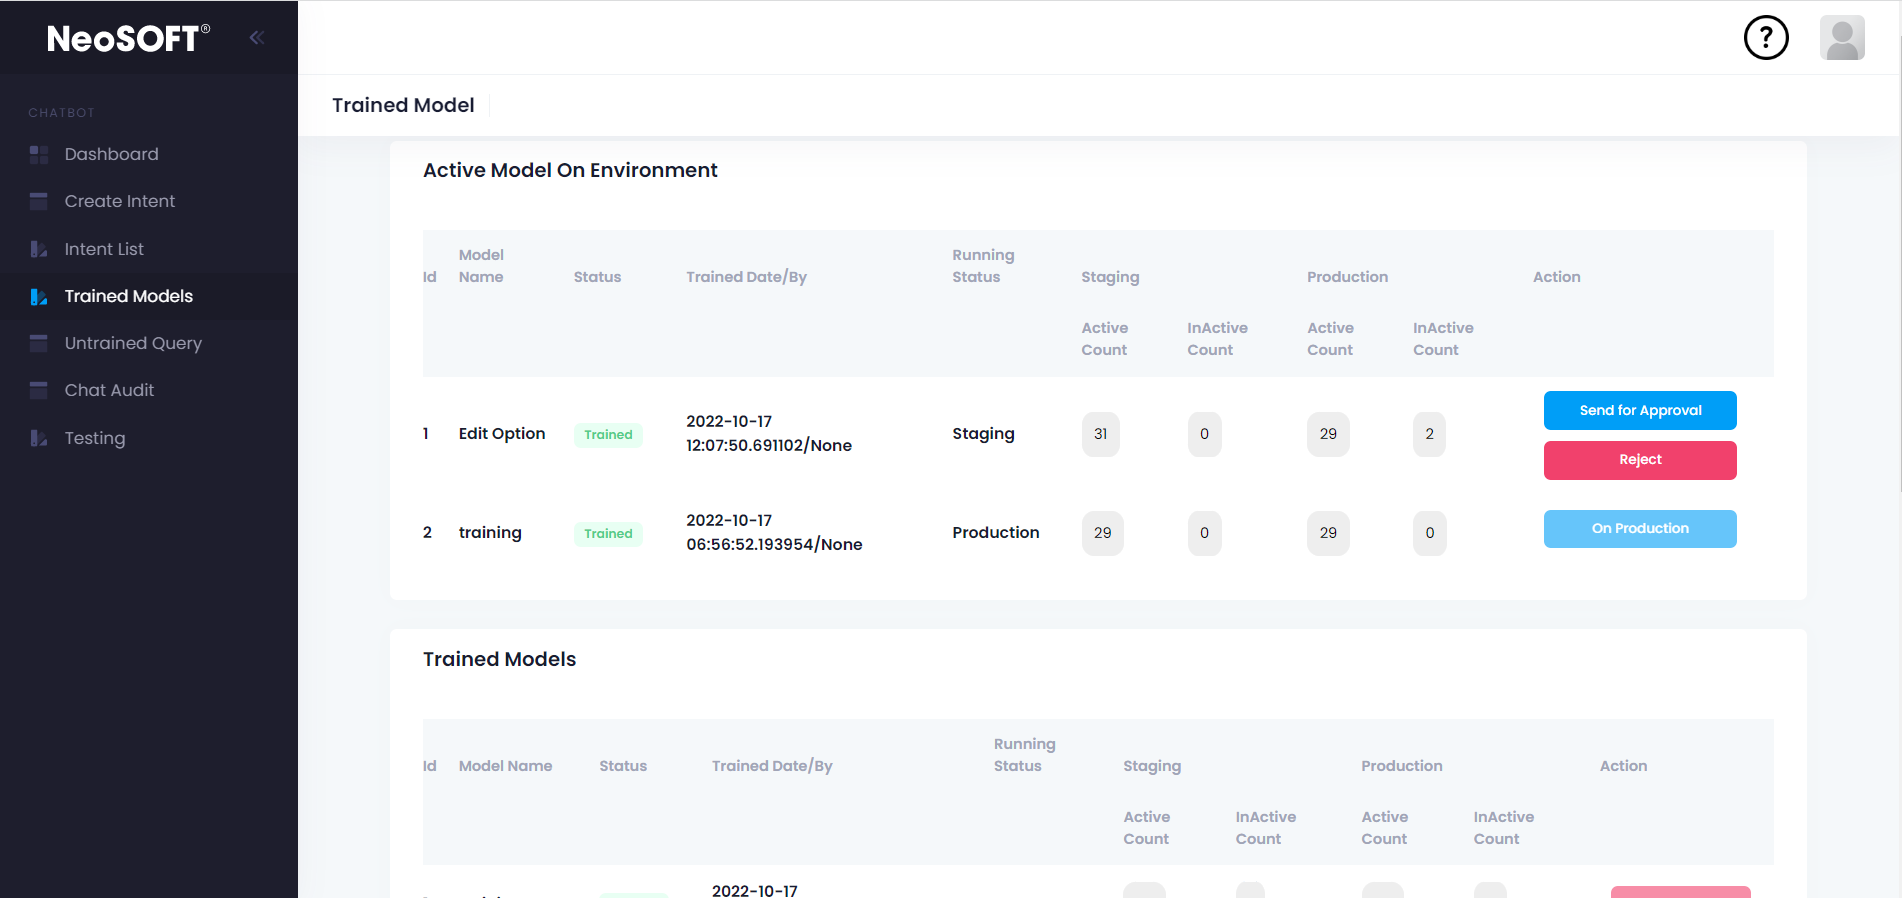 NeoSOFT®
?
CHATBOT
Dashboard
Create Intent
Intent List
Trained Models
Untrained Query
Chat Audit
Testing
Trained Model
Active Model On Environment
Id Model Name Status Trained Date/By Running Status Staging Production Action
Active Count InActive Count Active Count InActive Count
1 Edit Option Trained 2022-10-17 12:07:50.691102/None Staging 31 0 29 2 Send for Approval
Reject
2 training Trained 2022-10-17 06:56:52.193954/None Production 29 0 29 0 On Production
Trained Models
Id Model Name Status Trained Date/By Running Status Staging Production Action
Active Count InActive Count Active Count InActive Count
2022-10-17